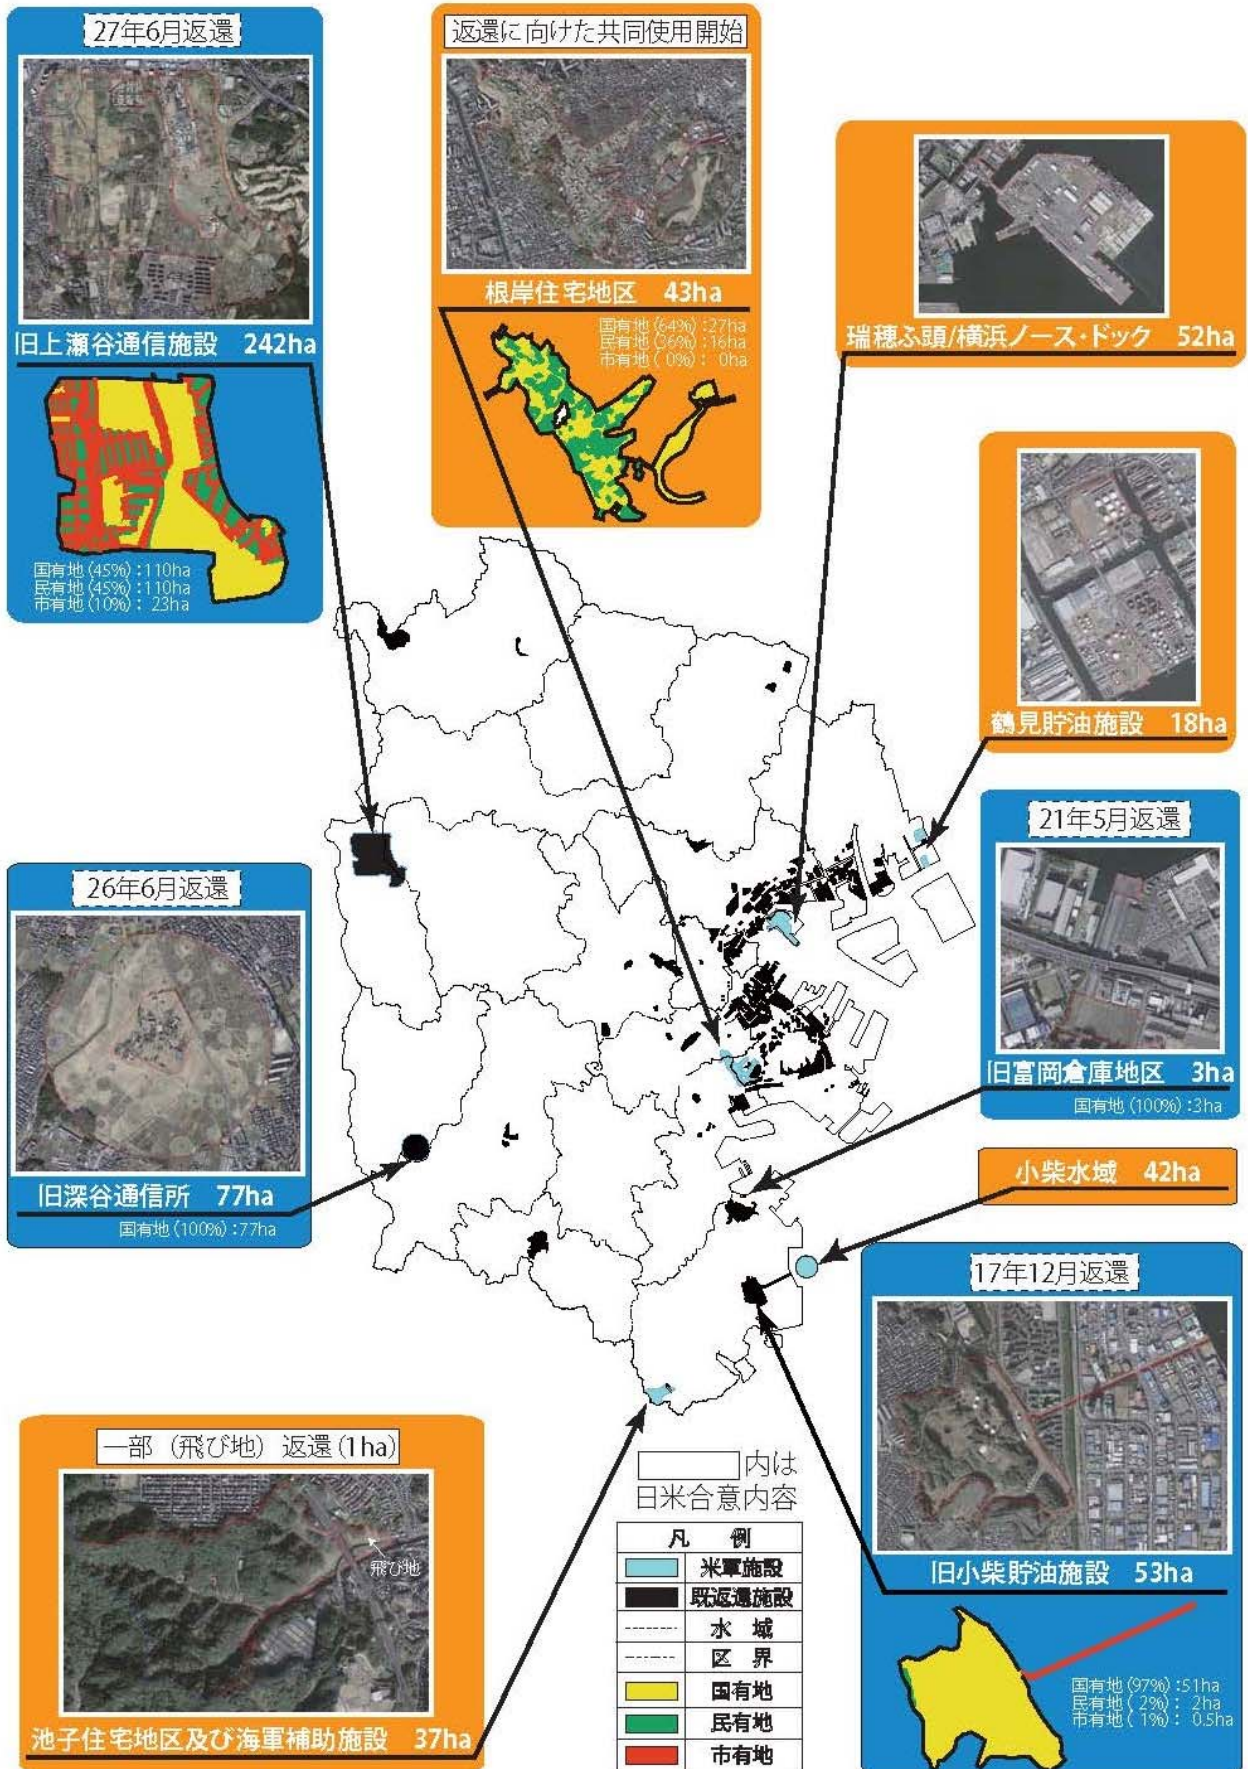 27年6月返還
旧上瀬谷通信施設 242ha
国有地(45%):110ha
民有地(45%):110ha
市有地(10%): 23ha
返還に向けた共同使用開始
根岸住宅地区 43ha
国有地(64%):27ha
民有地(36%):16ha
市有地( 0%): 0ha
瑞穂ふ頭/横浜ノース・ドック 52ha
鶴見貯油施設 18ha
21年5月返還
旧富岡倉庫地区 3ha
国有地(100%):3ha
26年6月返還
旧深谷通信所 77ha
国有地(100%):77ha
小柴水域 42ha
17年12月返還
旧小柴貯油施設 53ha
国有地(97%):51ha
民有地( 2%): 2ha
市有地( 1%): 0.5ha
一部(飛び地)返還(1ha)
飛び地
池子住宅地区及び海軍補助施設 37ha
内は
日米合意内容
凡 例
米軍施設
既返還施設
水 域
区 界
国有地
民有地
市有地